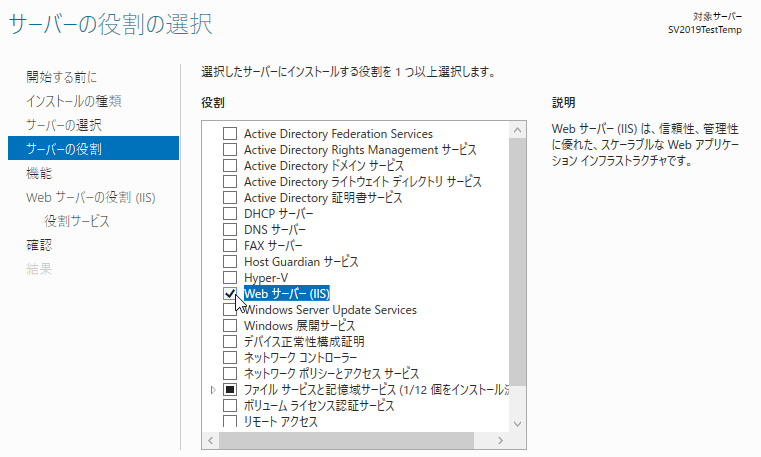 サーバーの役割の選択
対象サーバー
SV2019TestTemp
開始する前に
インストールの種類
サーバーの選択
サーバーの役割
機能
Web サーバーの役割 (IIS)
役割サービス
確認
結果
選択したサーバーにインストールする役割を 1 つ以上選択します。
役割
Active Directory Federation Services
Active Directory Rights Management サービス
Active Directory ドメイン サービス
Active Directory ライトウェイト ディレクトリ サービス
Active Directory 証明書サービス
DHCP サーバー
DNS サーバー
FAX サーバー
Host Guardian サービス
Hyper-V
Web サーバー (IIS)
Windows Server Update Services
Windows 展開サービス
デバイス正常性構成証明
ネットワーク コントローラー
ネットワーク ポリシーとアクセス サービス
ファイル サービスと記憶域サービス (1/12 個をインストール済
ボリューム ライセンス認証サービス
リモート アクセス
説明
Web サーバー (IIS) は、信頼性、管理性
に優れた、スケーラブルな Web アプリケー
ション インフラストラクチャです。